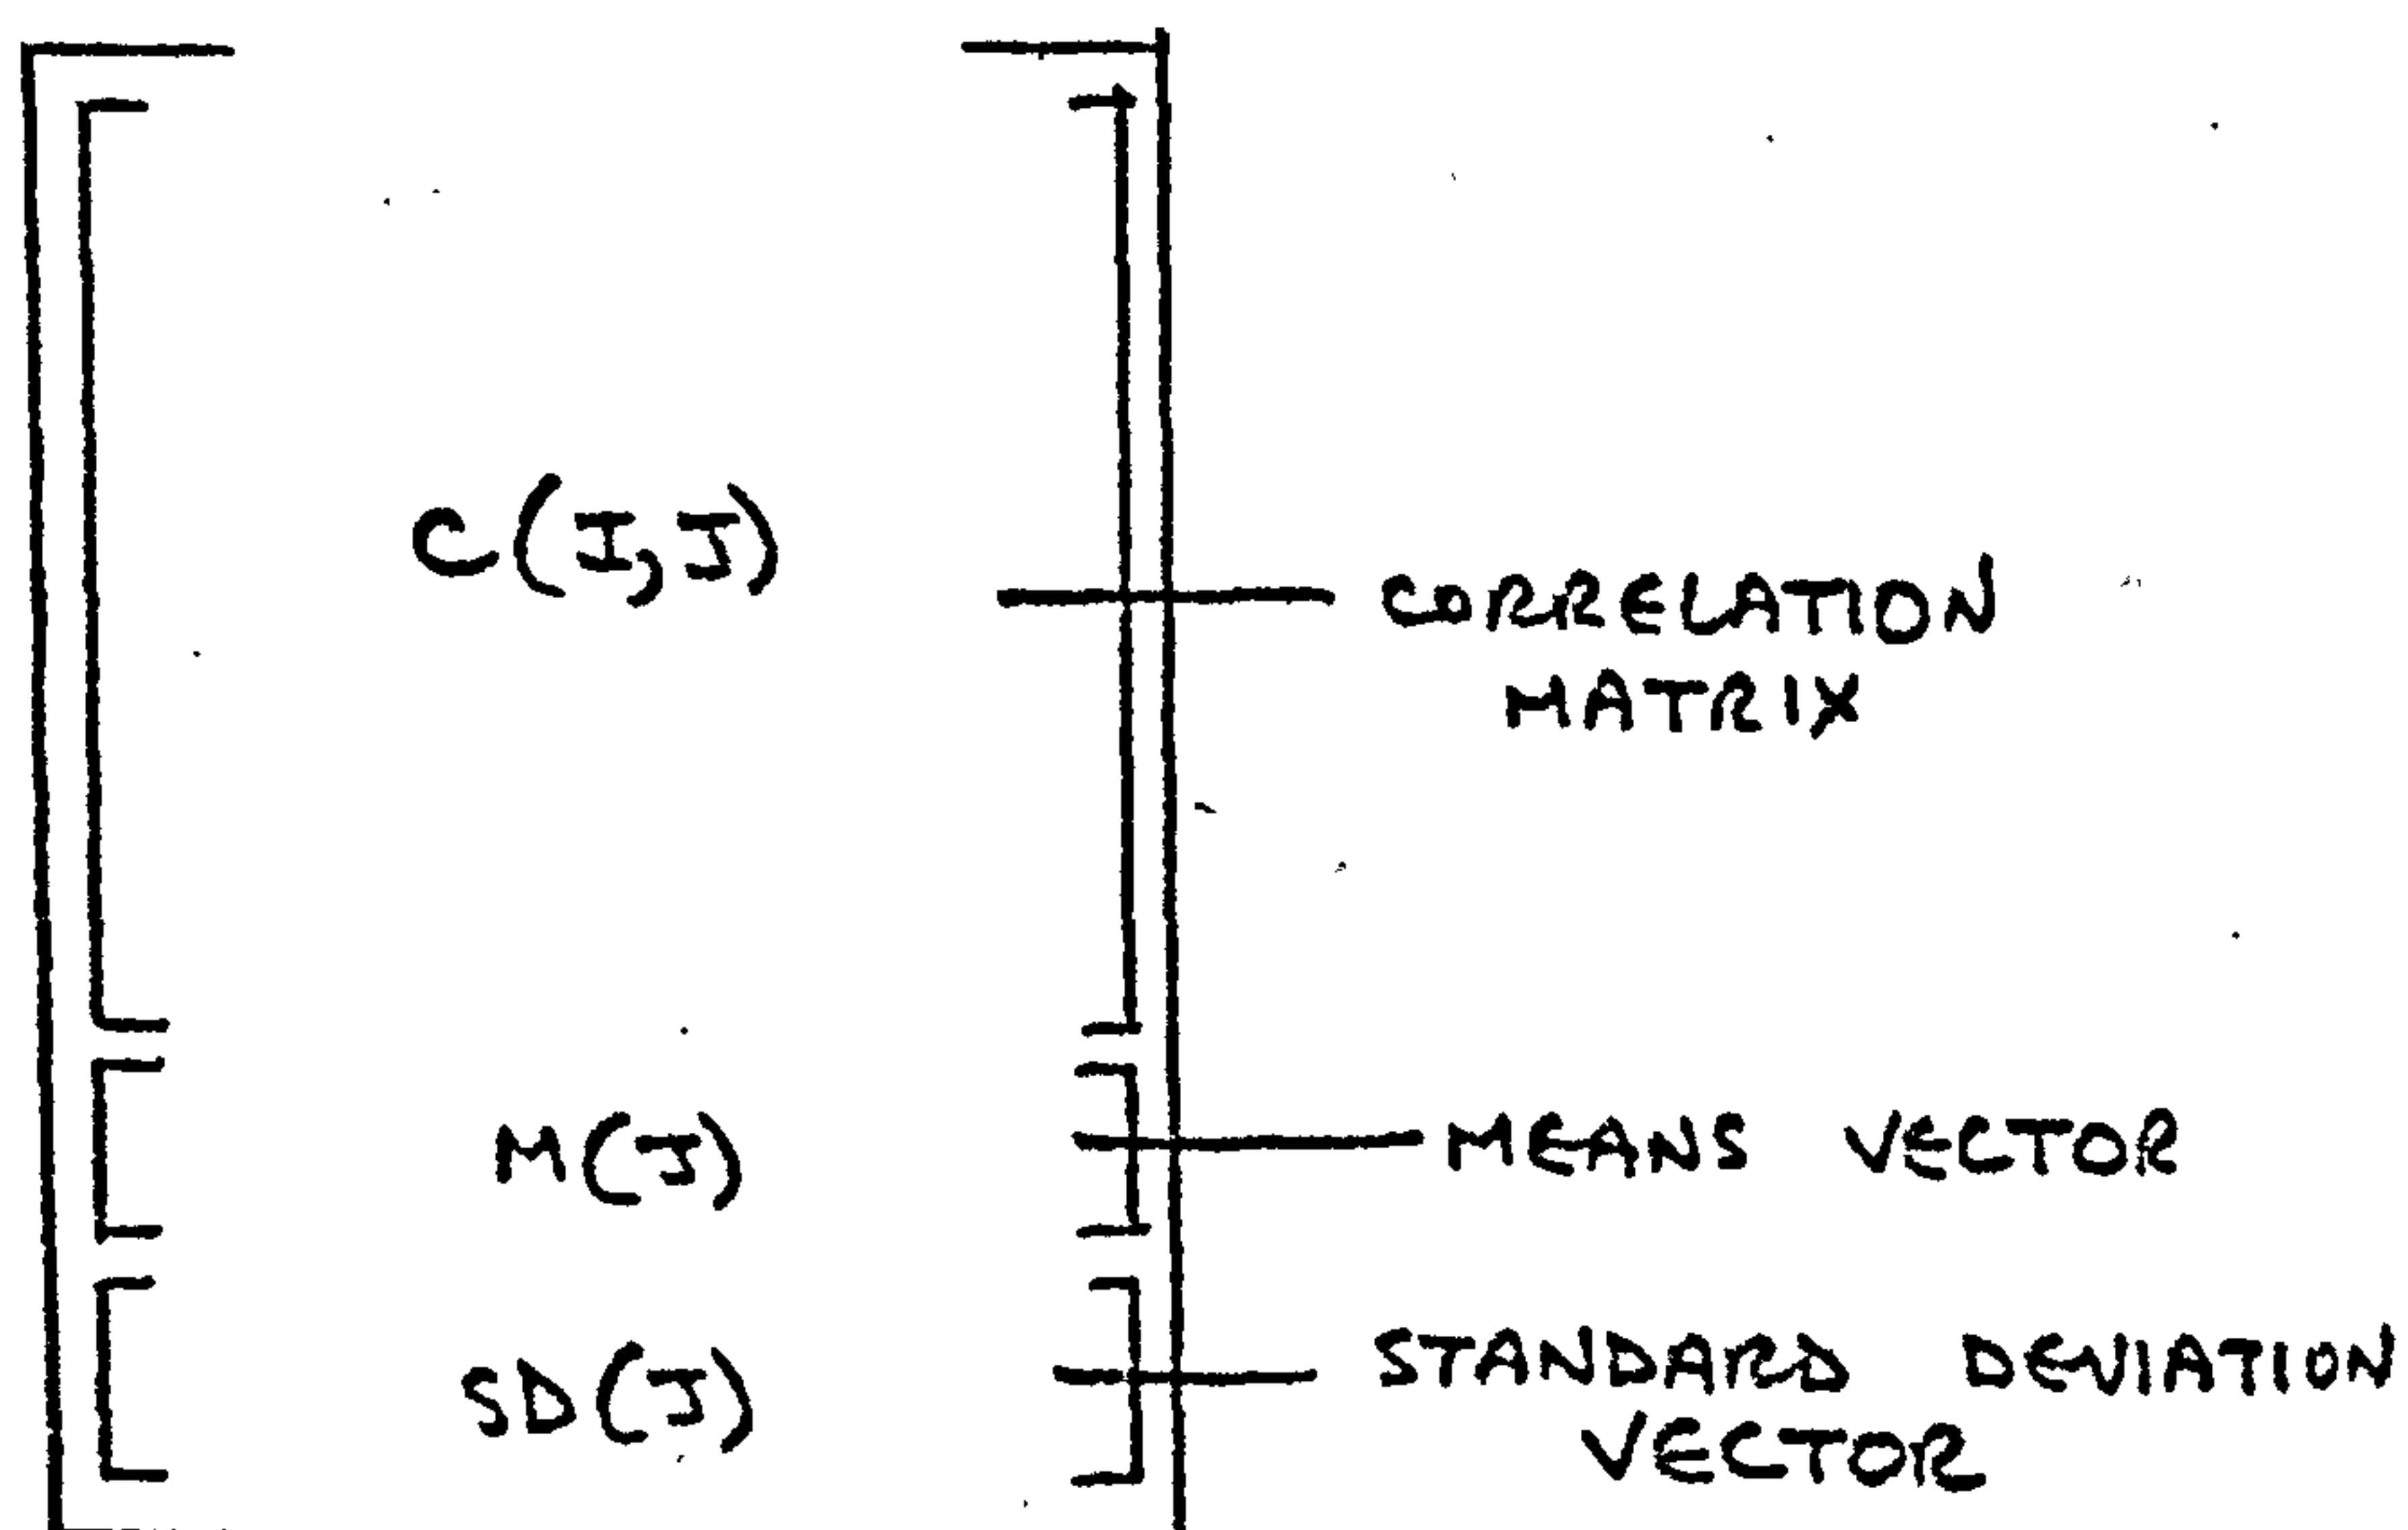 C(I,J)
CORRELATION
MATRIX
M(J)
MEANS VECTOR
SD(J)
STANDARD DEVIATION
VECTOR